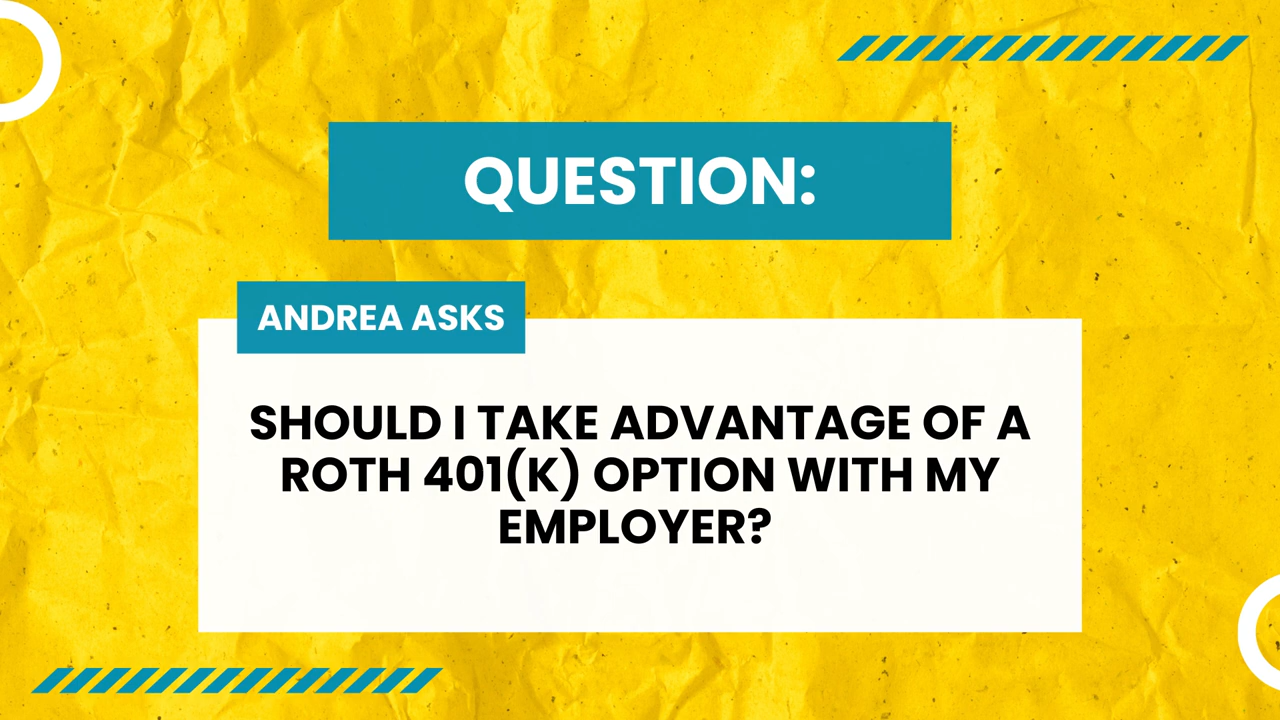 QUESTION:
ANDREA ASKS
SHOULD I TAKE ADVANTAGE OF A
ROTH 401(K) OPTION WITH MY
EMPLOYER?